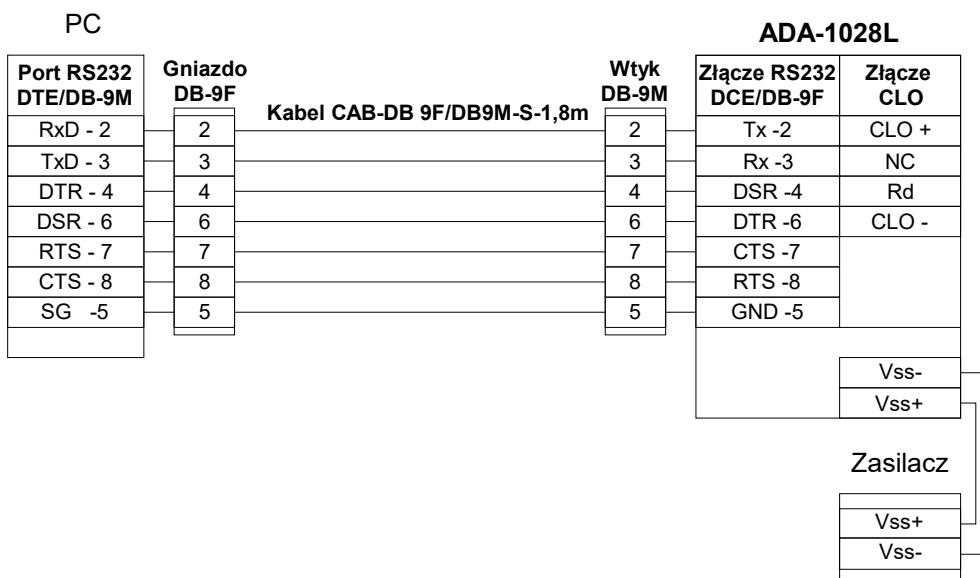 PC
ADA-1028L
Port RS232 Gniazdo Wtyk Złącze RS232 Złącze
DTE/DB-9M DB-9F DB-9M DCE/DB-9F CLO
Kabel CAB-DB 9F/DB9M-S-1,8m
RxD - 2 2 2 Tx -2 CLO +
TxD - 3 3 3 Rx -3 NC
DTR - 4 4 4 DSR -4 Rd
DSR - 6 6 6 DTR -6 CLO -
RTS - 7 7 7 CTS -7
CTS - 8 8 8 RTS -8
SG -5 5 5 GND -5
Vss-
Vss+
Zasilacz
Vss+
Vss-